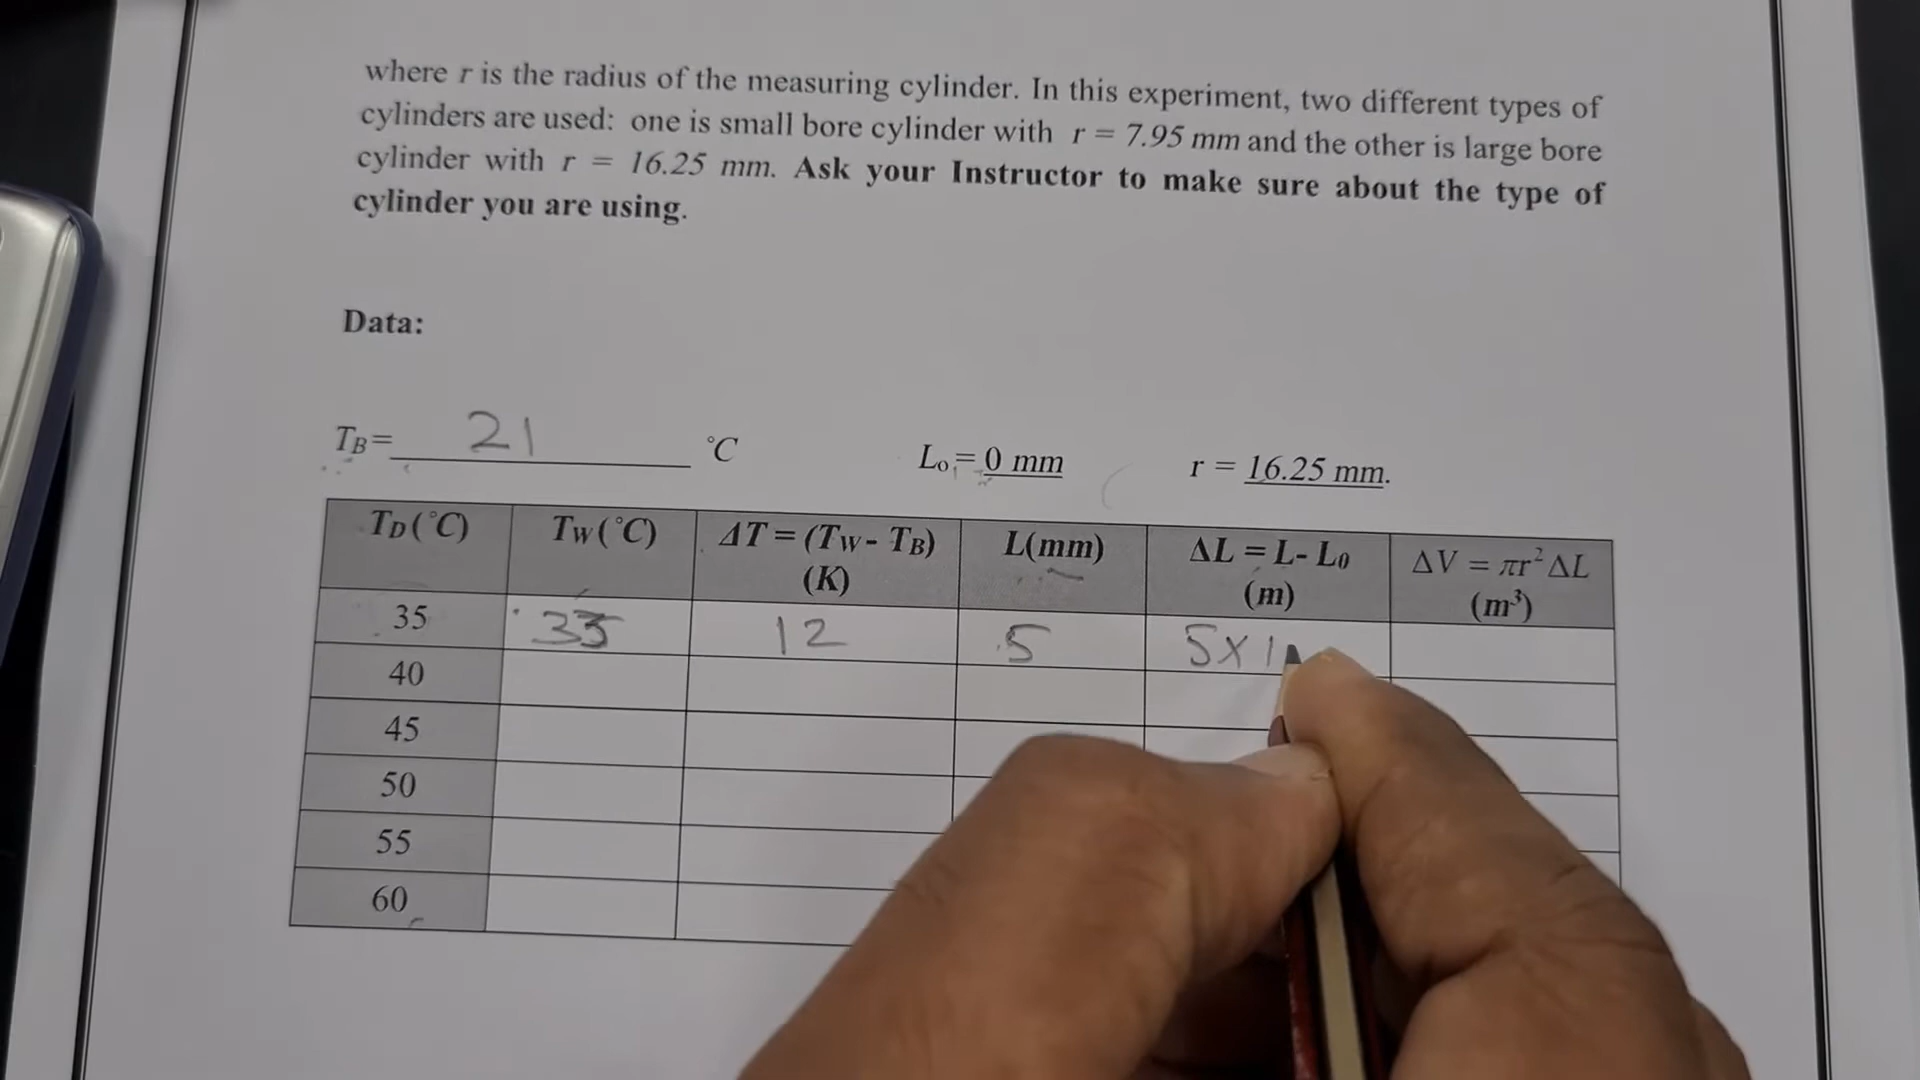 where r is the radius of the measuring cylinder. In this experiment, two different types of
cylinders are used: one is small bore cylinder with r = 7.95 mm and the other is large bore
cylinder with r = 16.25 mm. Ask your Instructor to make sure about the type of
cylinder you are using.
Data:
TB= 21 °C L₀ = 0 mm r = 16.25 mm.
TD (°C) TW (°C) ΔT = (TW - TB) (K) L(mm) ΔL = L- L₀ (m) ΔV = πr²ΔL (m³)
35 33 12 5 5 X 1
40
45
50
55
60